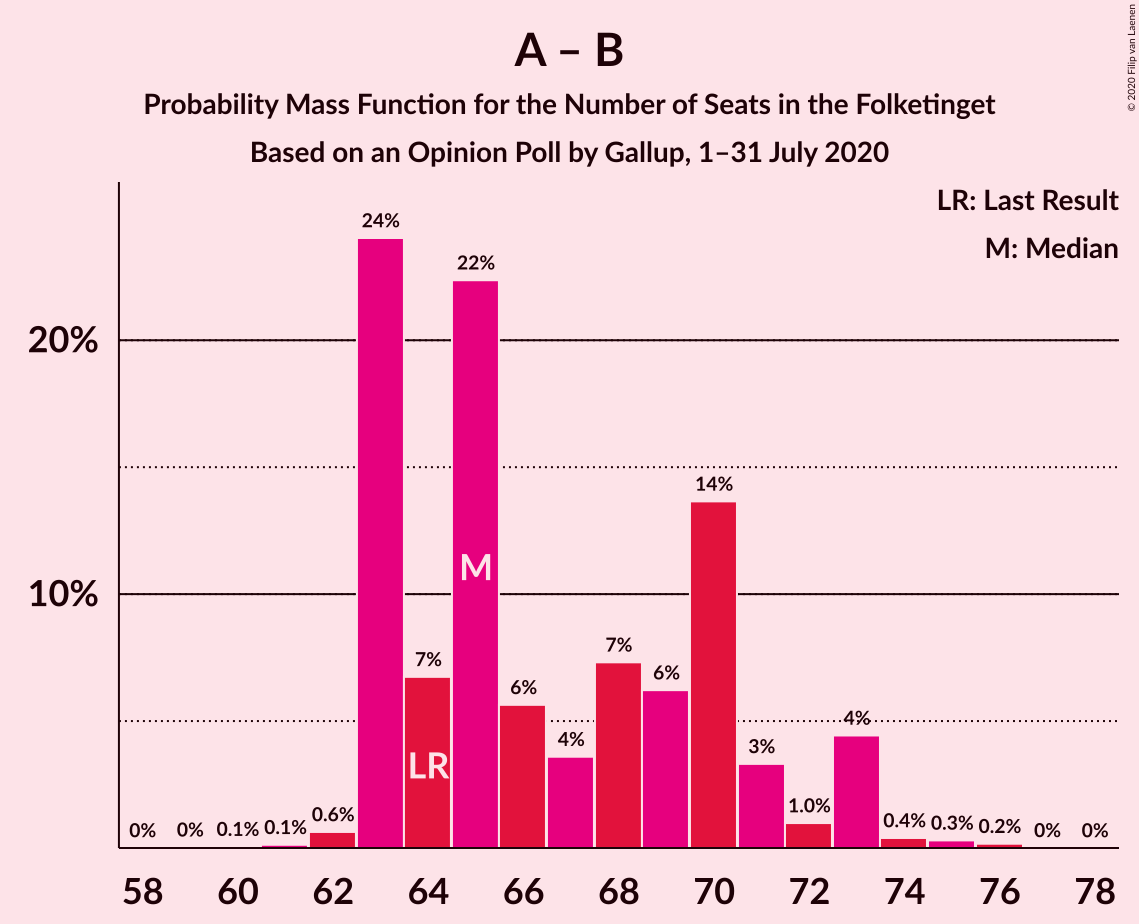 A – B
Probability Mass Function for the Number of Seats in the Folketinget
Based on an Opinion Poll by Gallup, 1–31 July 2020
© 2020 Filip van Laenen
LR: Last Result
M: Median
20%
10%
0% 0% 0.1% 0.1% 0.6% 24% 7% 22% 6% 4% 7% 6% 14% 3% 1.0% 4% 0.4% 0.3% 0.2% 0% 0%
M
LR
58 60 62 64 66 68 70 72 74 76 78